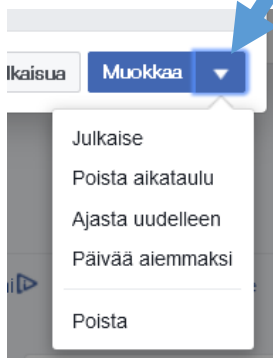 lkaisua Muokkaa
Julkaise
Poista aikataulu
Ajasta uudelleen
Päivää aiemmaksi
Poista